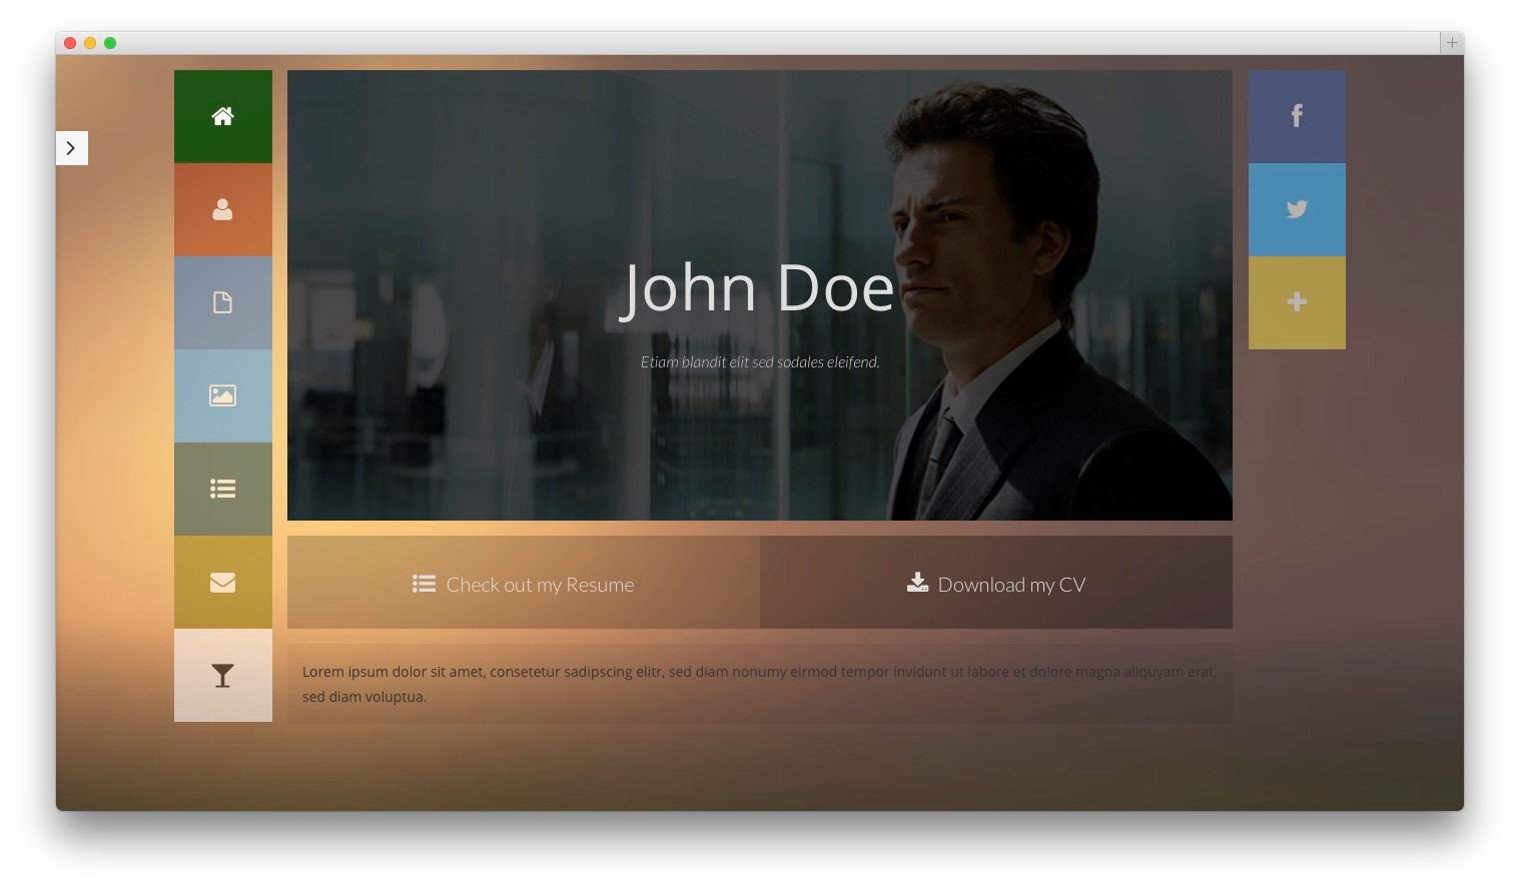 John Doe
Etiam blandit elit sed sodales eleifend.
Check out my Resume
Download my CV
Lorem ipsum dolor sit amet, consetetur sadipscing elitr, sed diam nonumy eirmod tempor invidunt ut labore et dolore magna aliquyam erat,
sed diam voluptua.